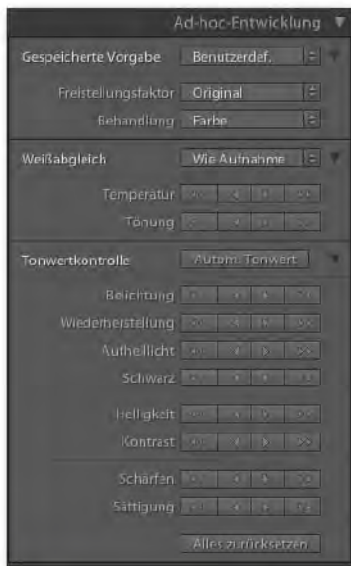 Ad-hoc-Entwicklung
Gespeicherte Vorgabe Benutzerdef.
Freistellungsfaktor Original
Behandlung Farbe
Weißabgleich Wie Aufnahme
Temperatur
Tönung
Tonwertkontrolle Autom. Tonwert
Belichtung
Wiederherstellung
Aufhelllicht
Schwarz
Helligkeit
Kontrast
Schärfen
Sättigung
Alles zurücksetzen